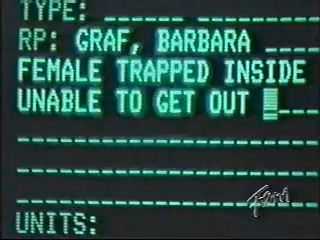 TYPE:
RP: GRAF, BARBARA
FEMALE TRAPPED INSIDE
UNABLE TO GET OUT
UNITS: